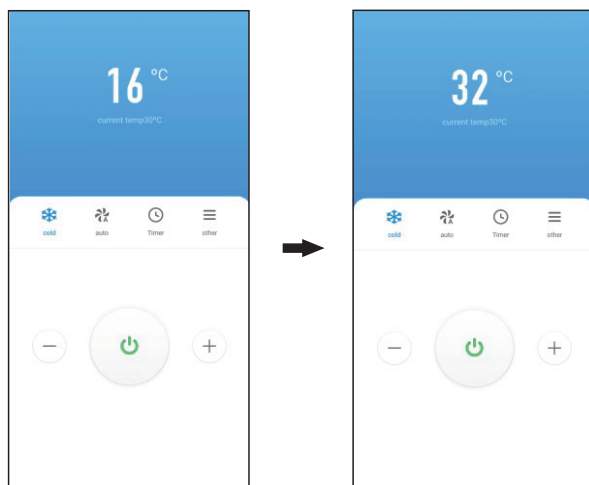 16 °C
current temp30°C
cold auto Timer other
32 °C
current temp30°C
cold auto Timer other